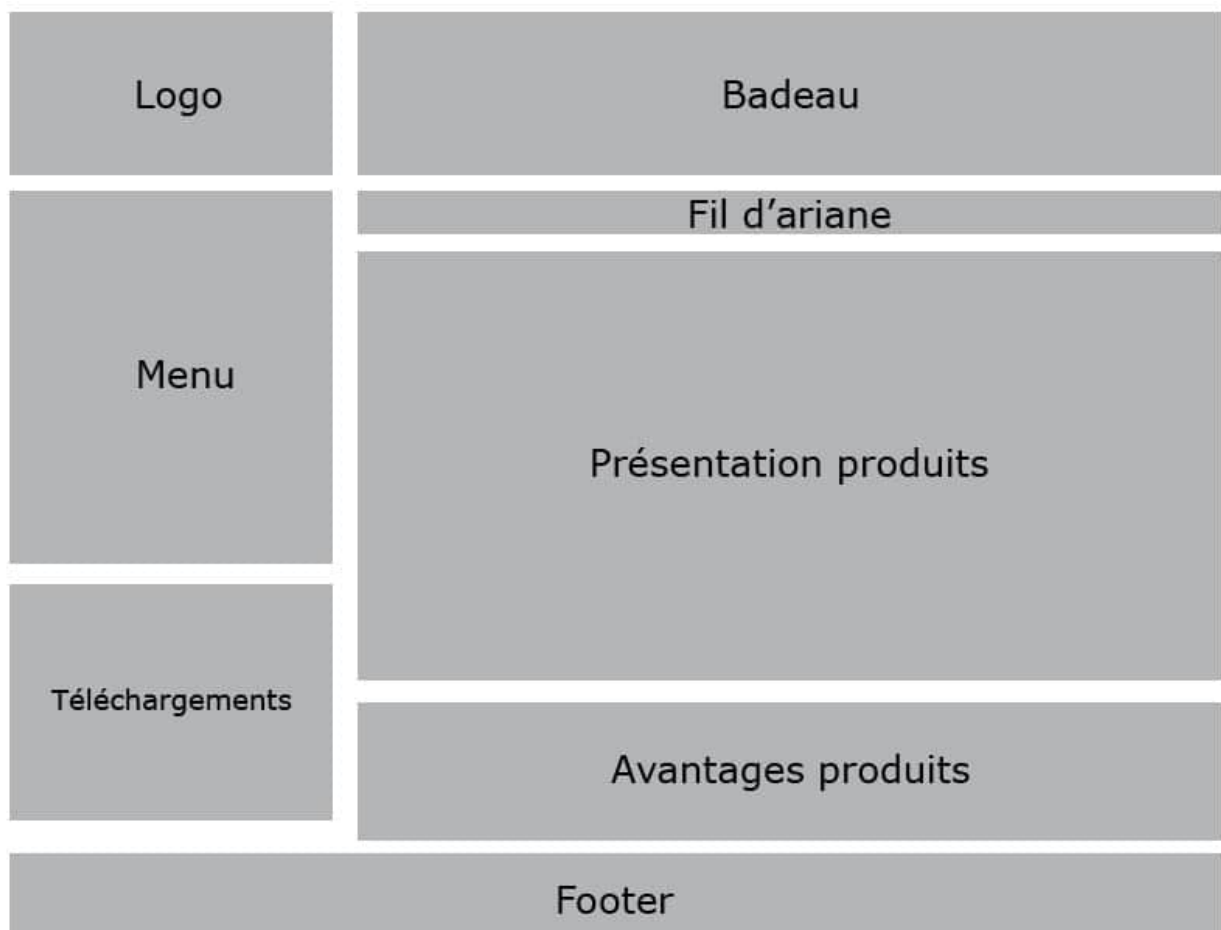 Logo
Badeau
Fil d’ariane
Menu
Présentation produits
Téléchargements
Avantages produits
Footer